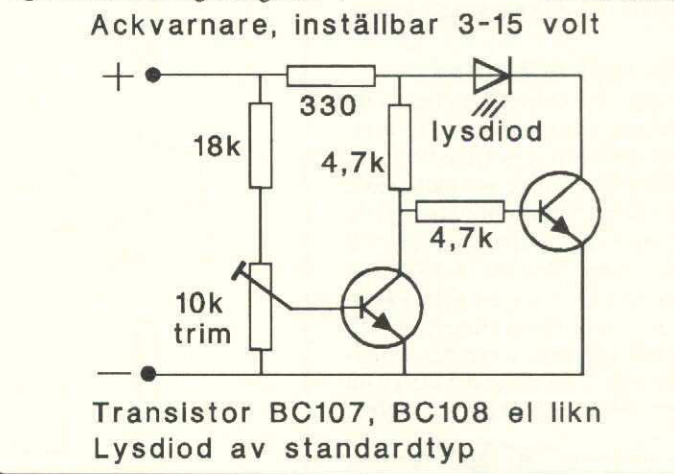 Ackvarnare, inställbar 3-15 volt
+
330
lysdiod
18k
4,7k
4,7k
10k
trim
—
Transistor BC107, BC108 el likn
Lysdiod av standardtyp